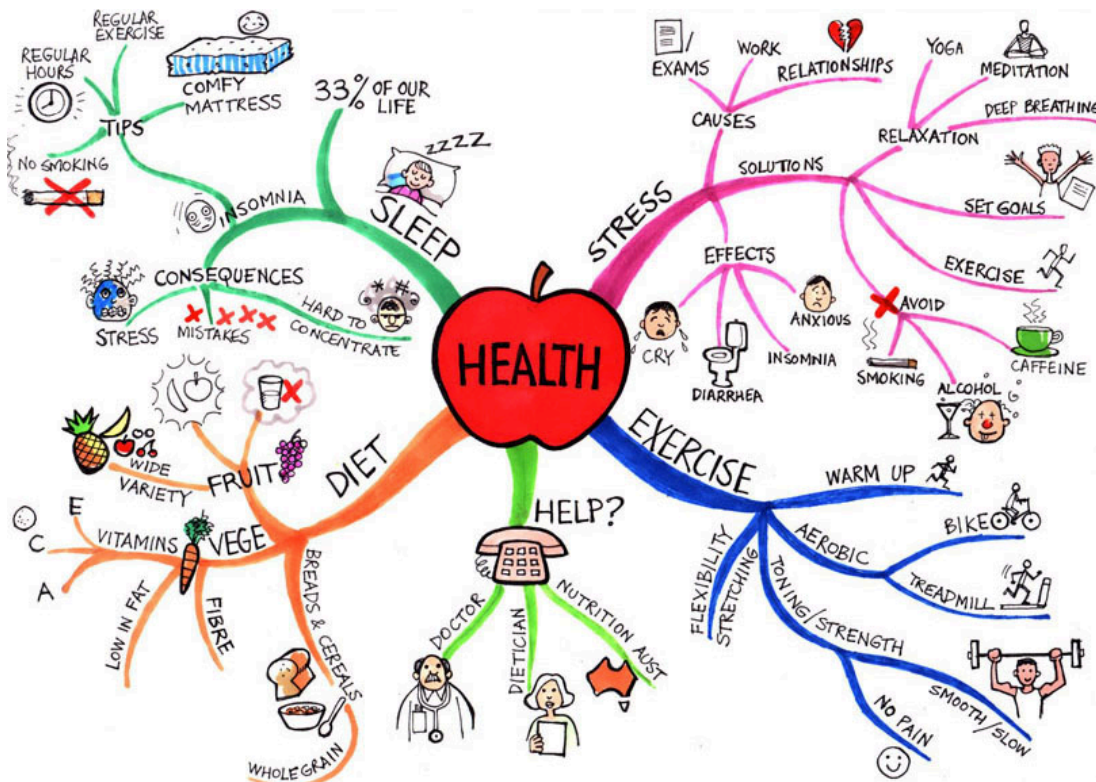 HEALTH
SLEEP
33% OF OUR
LIFE
ZZZZ
INSOMNIA
TIPS
REGULAR
EXERCISE
REGULAR
HOURS
COMFY
MATTRESS
NO SMOKING
CONSEQUENCES
STRESS
MISTAKES
HARD TO
CONCENTRATE
*#
STRESS
CAUSES
EXAMS
WORK
RELATIONSHIPS
SOLUTIONS
RELAXATION
YOGA
MEDITATION
DEEP BREATHING
SET GOALS
EXERCISE
AVOID
SMOKING
ALCOHOL
CAFFEINE
EFFECTS
CRY
DIARRHEA
INSOMNIA
ANXIOUS
EXERCISE
WARM UP
AEROBIC
BIKE
TREADMILL
TONING/STRENGTH
SMOOTH/SLOW
NO PAIN
FLEXIBILITY
STRETCHING
HELP?
DOCTOR
DIETICIAN
NUTRITION AUST
DIET
FRUIT
WIDE
VARIETY
VEGE
VITAMINS
E
C
A
LOW IN FAT
FIBRE
BREADS & CEREALS
WHOLEGRAIN